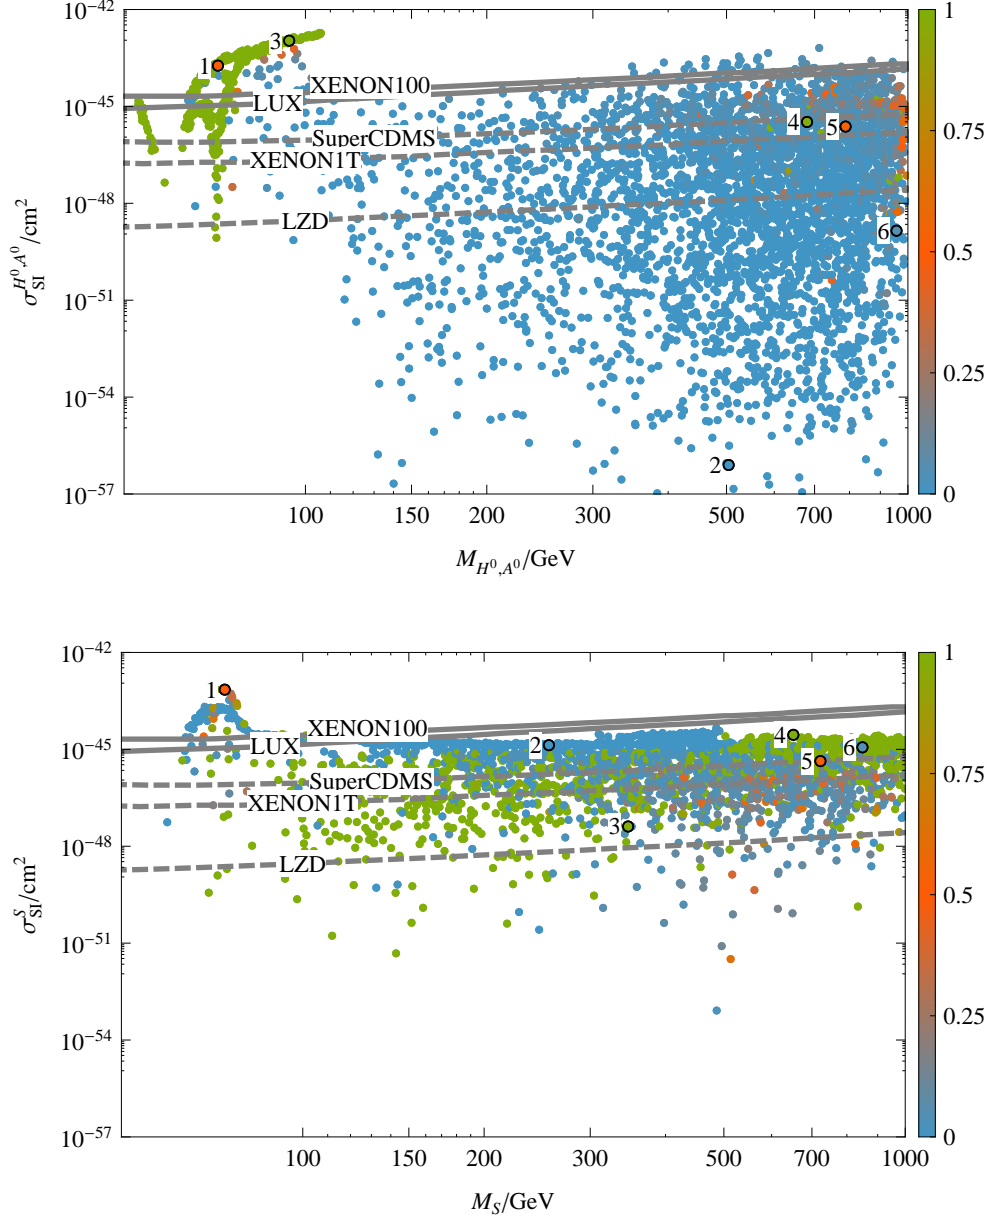 10^-42
10^-45
10^-48
10^-51
10^-54
10^-57
σ_SI^{H^0,A^0}/cm^2
1
3
XENON100
LUX
SuperCDMS
XENON1T
LZD
4
5
6
2
100 150 200 300 500 700 1000
M_{H^0,A^0}/GeV
1
0.75
0.5
0.25
0
10^-42
10^-45
10^-48
10^-51
10^-54
10^-57
σ_SI^S/cm^2
1
XENON100
LUX
2
4
6
5
SuperCDMS
XENON1T
3
LZD
100 150 200 300 500 700 1000
M_S/GeV
1
0.75
0.5
0.25
0